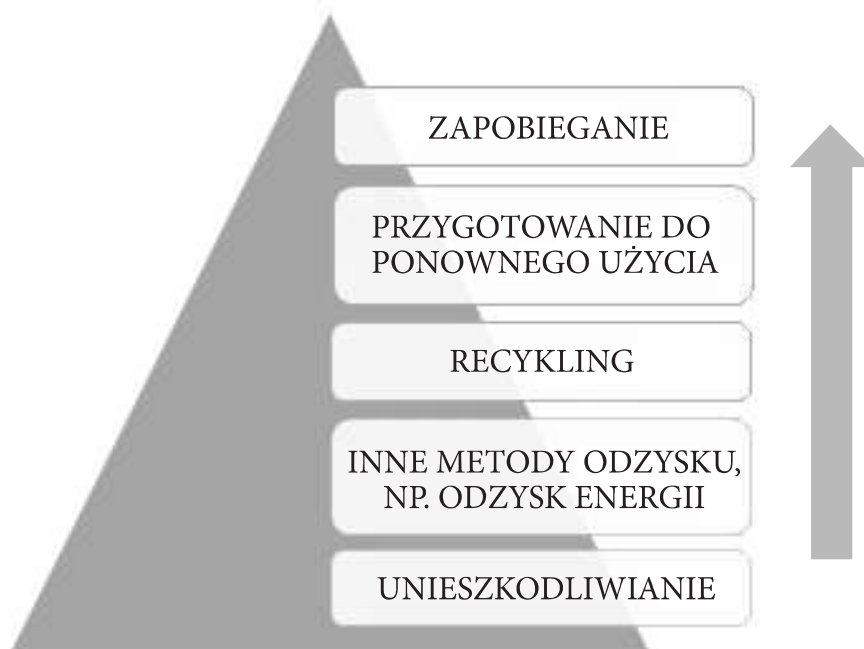 ZAPOBIEGANIE
PRZYGOTOWANIE DO
PONOWNEGO UŻYCIA
RECYKLING
INNE METODY ODZYSKU,
NP. ODZYSK ENERGII
UNIESZKODLIWIANIE